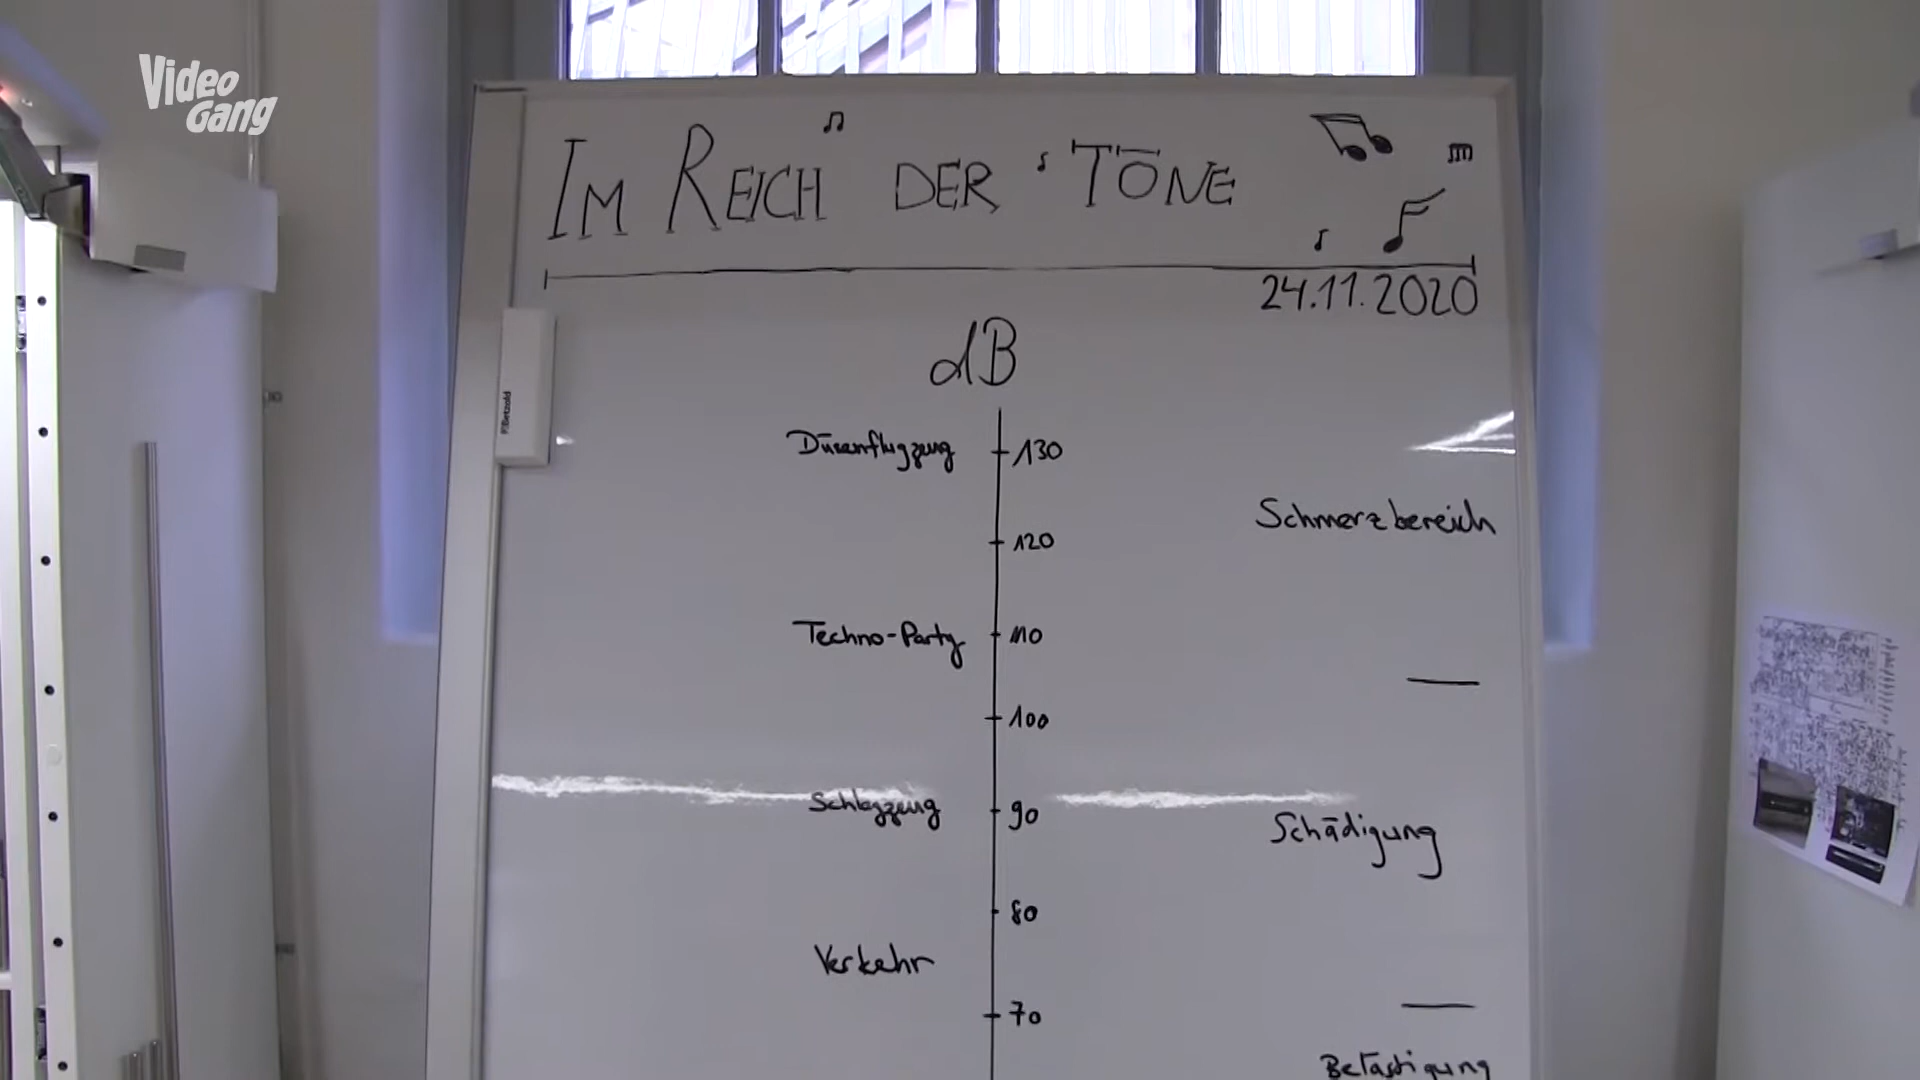 Video
Gang
IM REICH DER TÖNE
24.11.2020
dB
Düsenflugzeug 130
Schmerzbereich
120
Techno-Party 110
100
Schlagzeug 90
Schädigung
80
Verkehr
70
Belästigung
Betzold